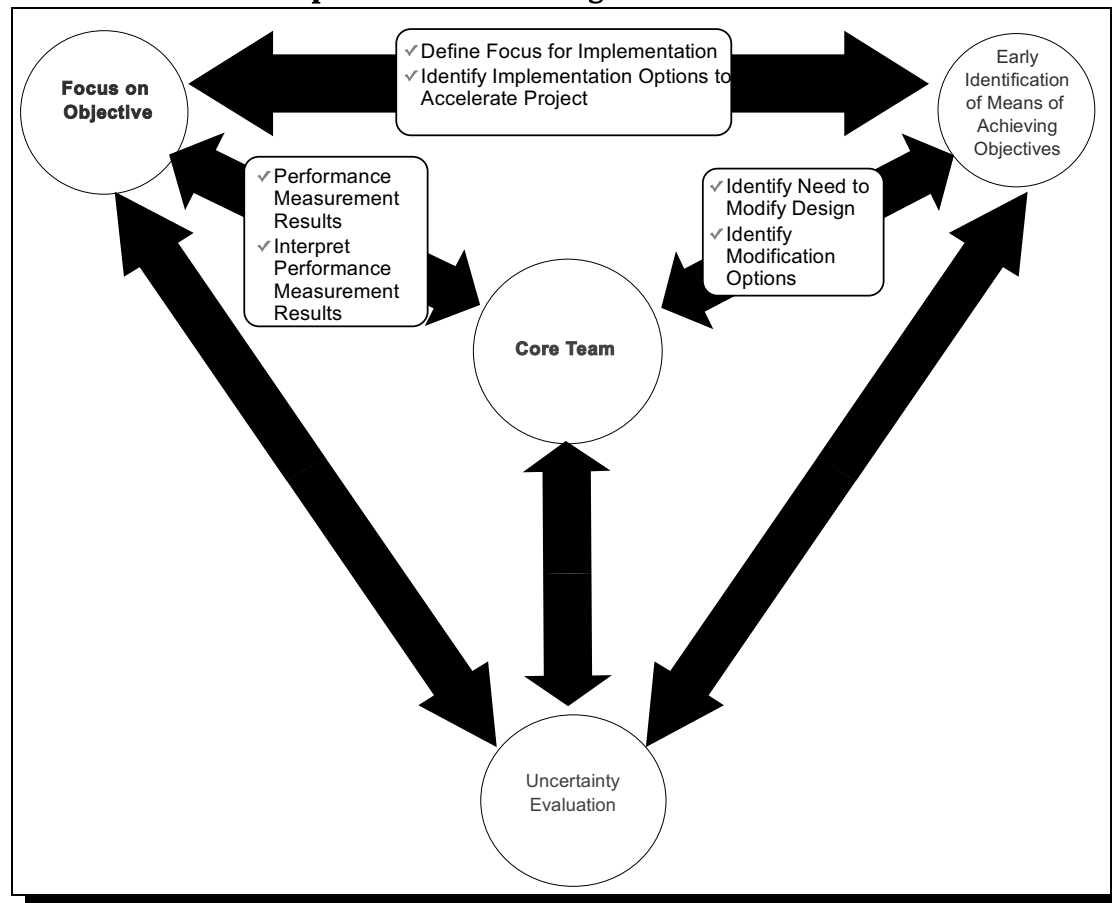 Focus on
Objective
✓ Define Focus for Implementation
✓ Identify Implementation Options to
Accelerate Project
Early
Identification
of Means of
Achieving
Objectives
✓ Performance
Measurement
Results
✓ Interpret
Performance
Measurement
Results
✓ Identify Need to
Modify Design
✓ Identify
Modification
Options
Core Team
Uncertainty
Evaluation